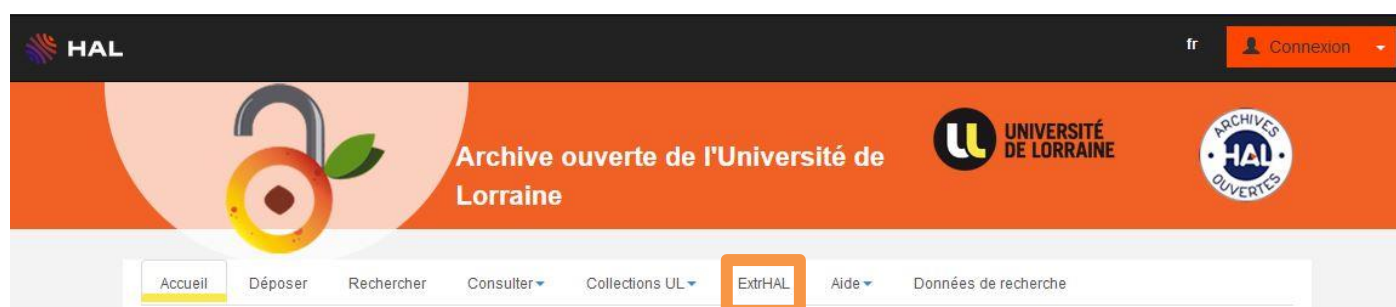 HAL
fr
Connexion
Archive ouverte de l'Université de
Lorraine
UNIVERSITÉ
DE LORRAINE
ARCHIVES
HAL
OUVERTES
Accueil Déposer Rechercher Consulter Collections UL ExtrHAL Aide Données de recherche